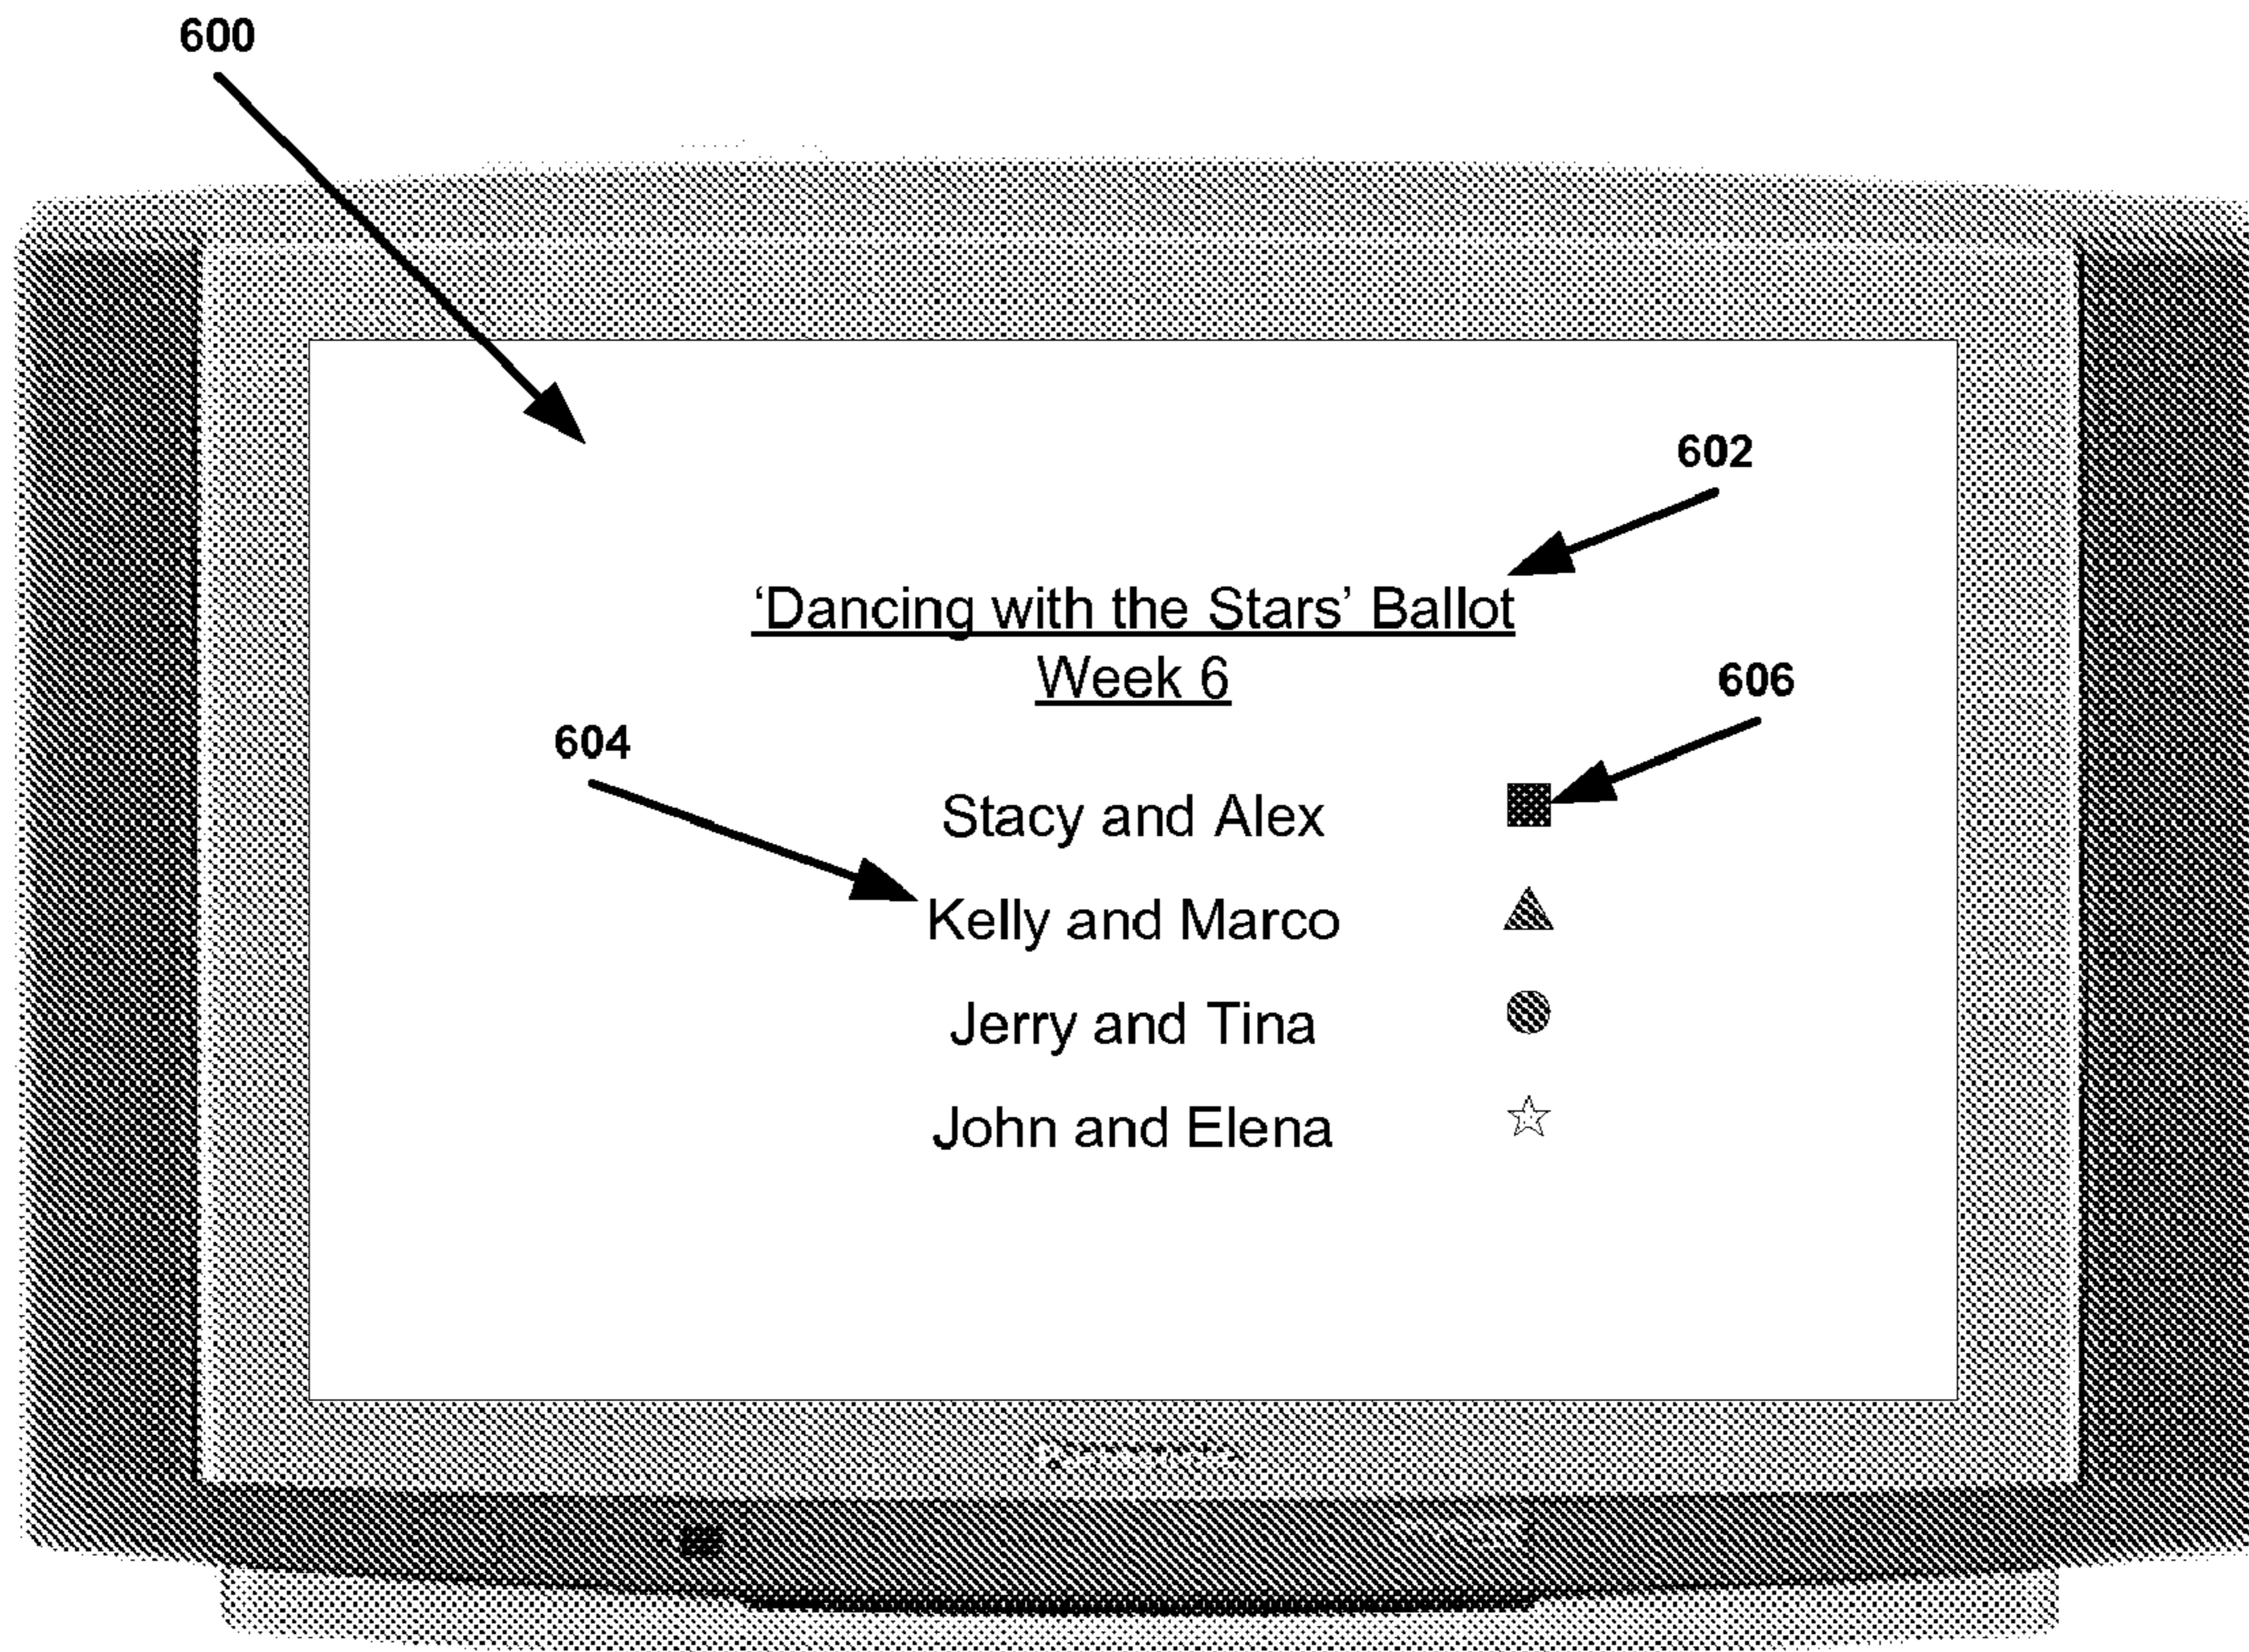 600
602
‘Dancing with the Stars’ Ballot
Week 6
606
604
Stacy and Alex
Kelly and Marco
Jerry and Tina
John and Elena